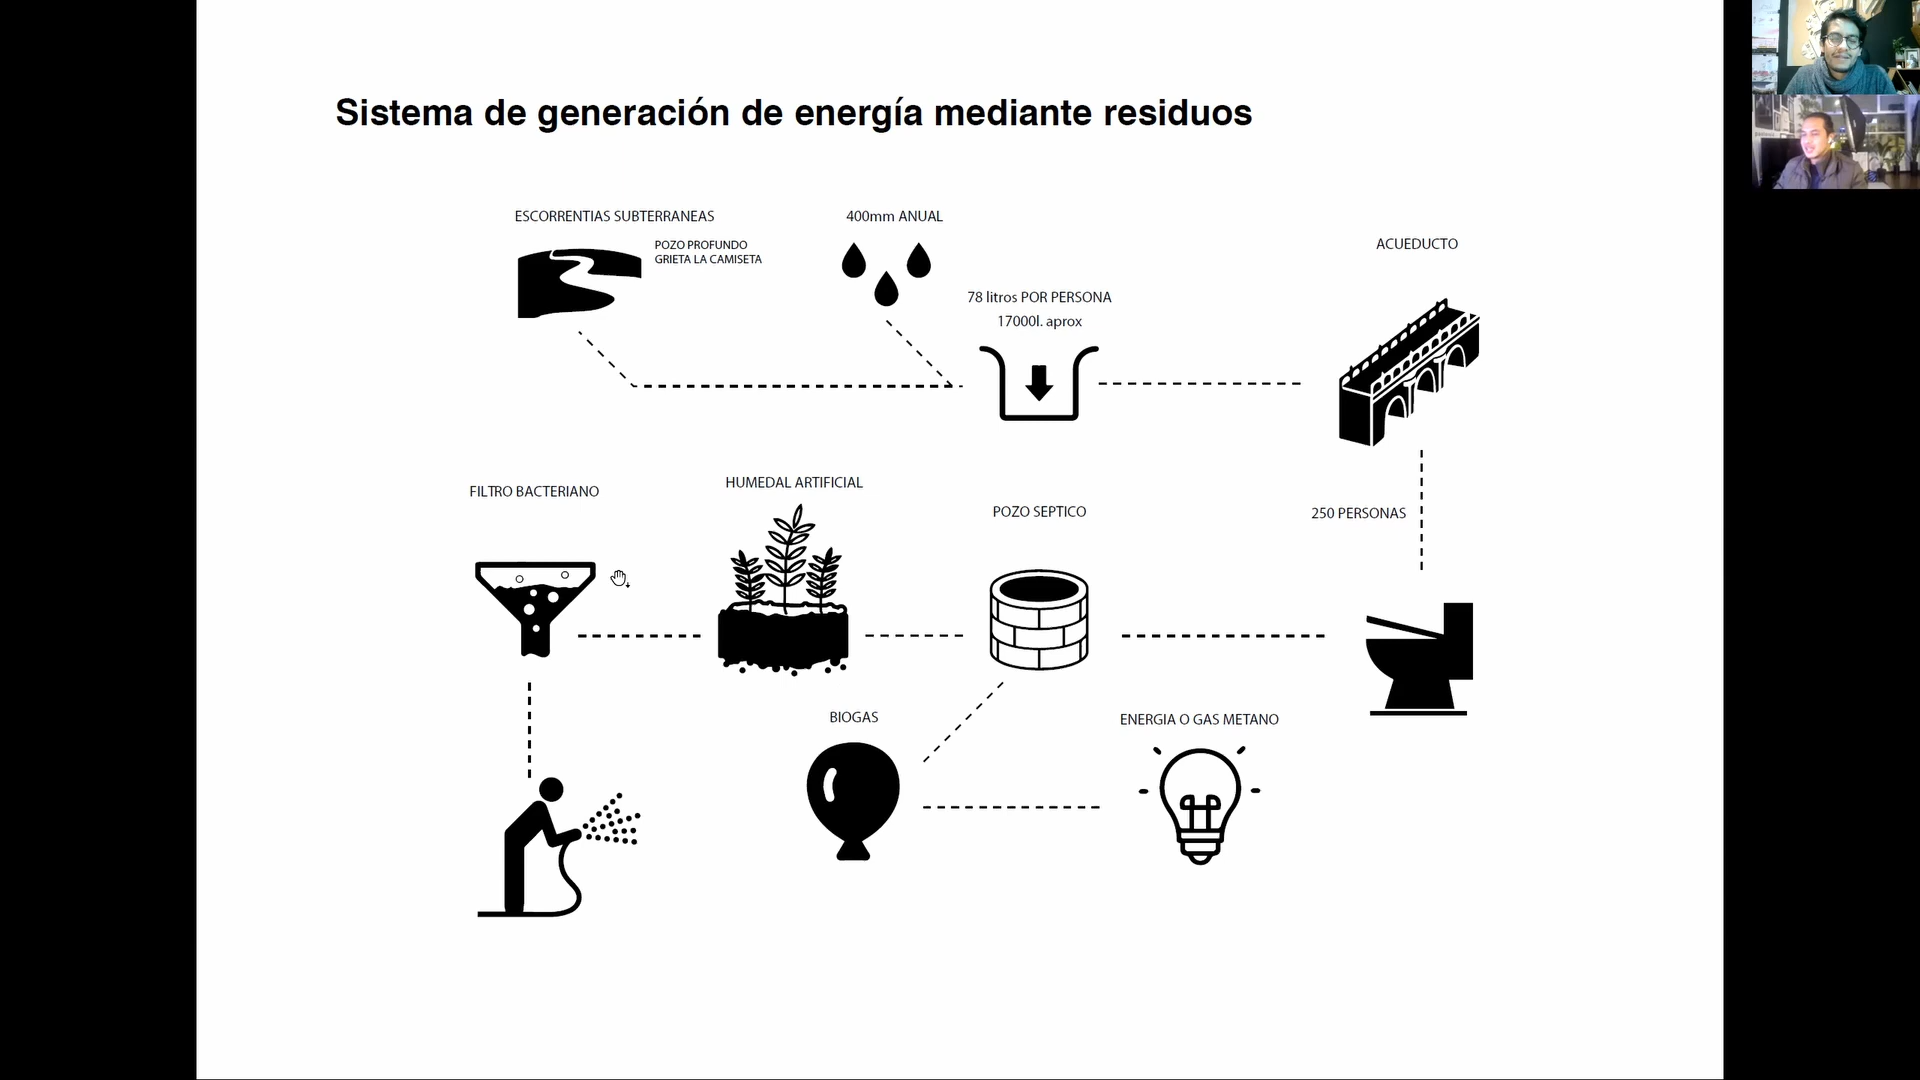 Sistema de generación de energía mediante residuos
ESCORRENTIAS SUBTERRANEAS
POZO PROFUNDO
GRIETA LA CAMISETA
400mm ANUAL
78 litros POR PERSONA
17000l. aprox
ACUEDUCTO
FILTRO BACTERIANO
HUMEDAL ARTIFICIAL
POZO SEPTICO
250 PERSONAS
BIOGAS
ENERGIA O GAS METANO